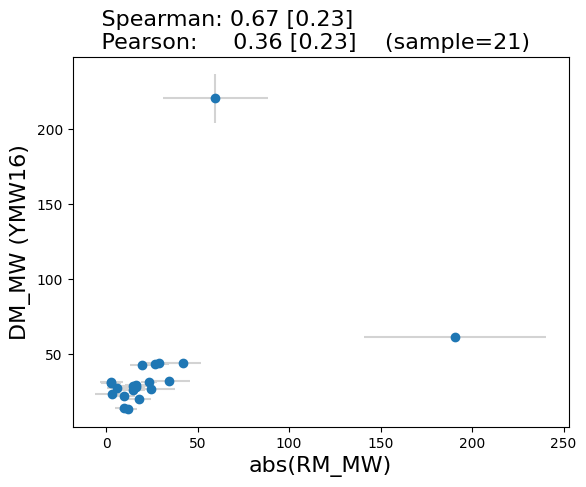 Spearman: 0.67 [0.23]
Pearson: 0.36 [0.23] (sample=21)
DM_MW (YMW16)
200
150
100
50
0 50 100 150 200 250
abs(RM_MW)